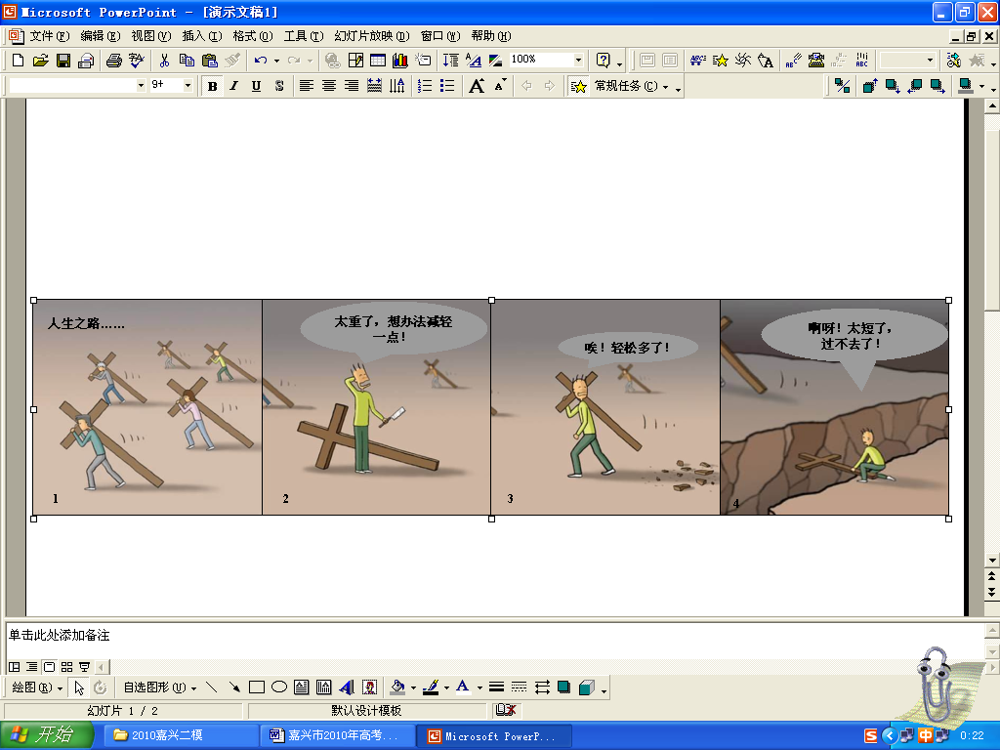 Microsoft PowerPoint - [演示文稿1]
文件(F) 编辑(E) 视图(V) 插入(I) 格式(O) 工具(T) 幻灯片放映(D) 窗口(W) 帮助(H)
100%
9+ B I U S 常规任务(C)
人生之路……
太重了，想办法减轻
一点！
唉！轻松多了！
啊呀！太短了，
过不去了！
1
2
3
4
单击此处添加备注
绘图(R) 自选图形(U)
幻灯片 1 / 2 默认设计模板
开始 2010嘉兴二模 嘉兴市2010年高考... Microsoft PowerP... 中 0:22